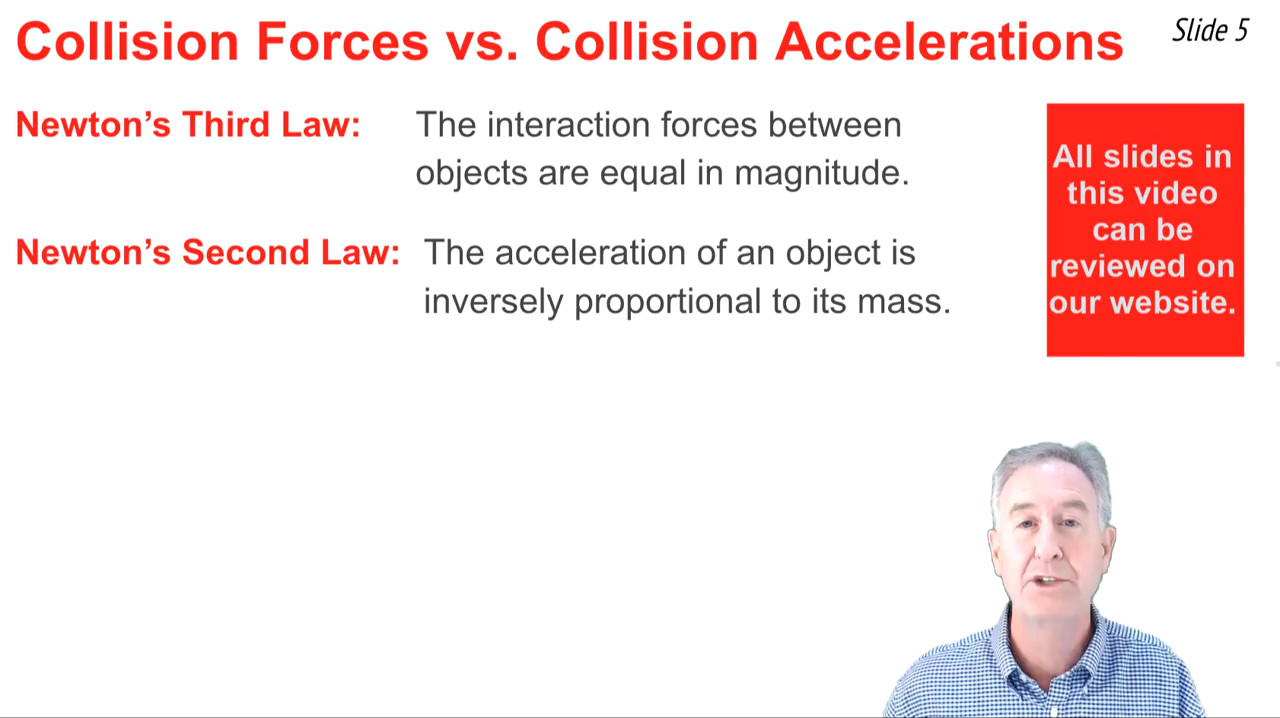 Collision Forces vs. Collision Accelerations
Slide 5
Newton's Third Law: The interaction forces between
objects are equal in magnitude.
Newton's Second Law: The acceleration of an object is
inversely proportional to its mass.
All slides in
this video
can be
reviewed on
our website.